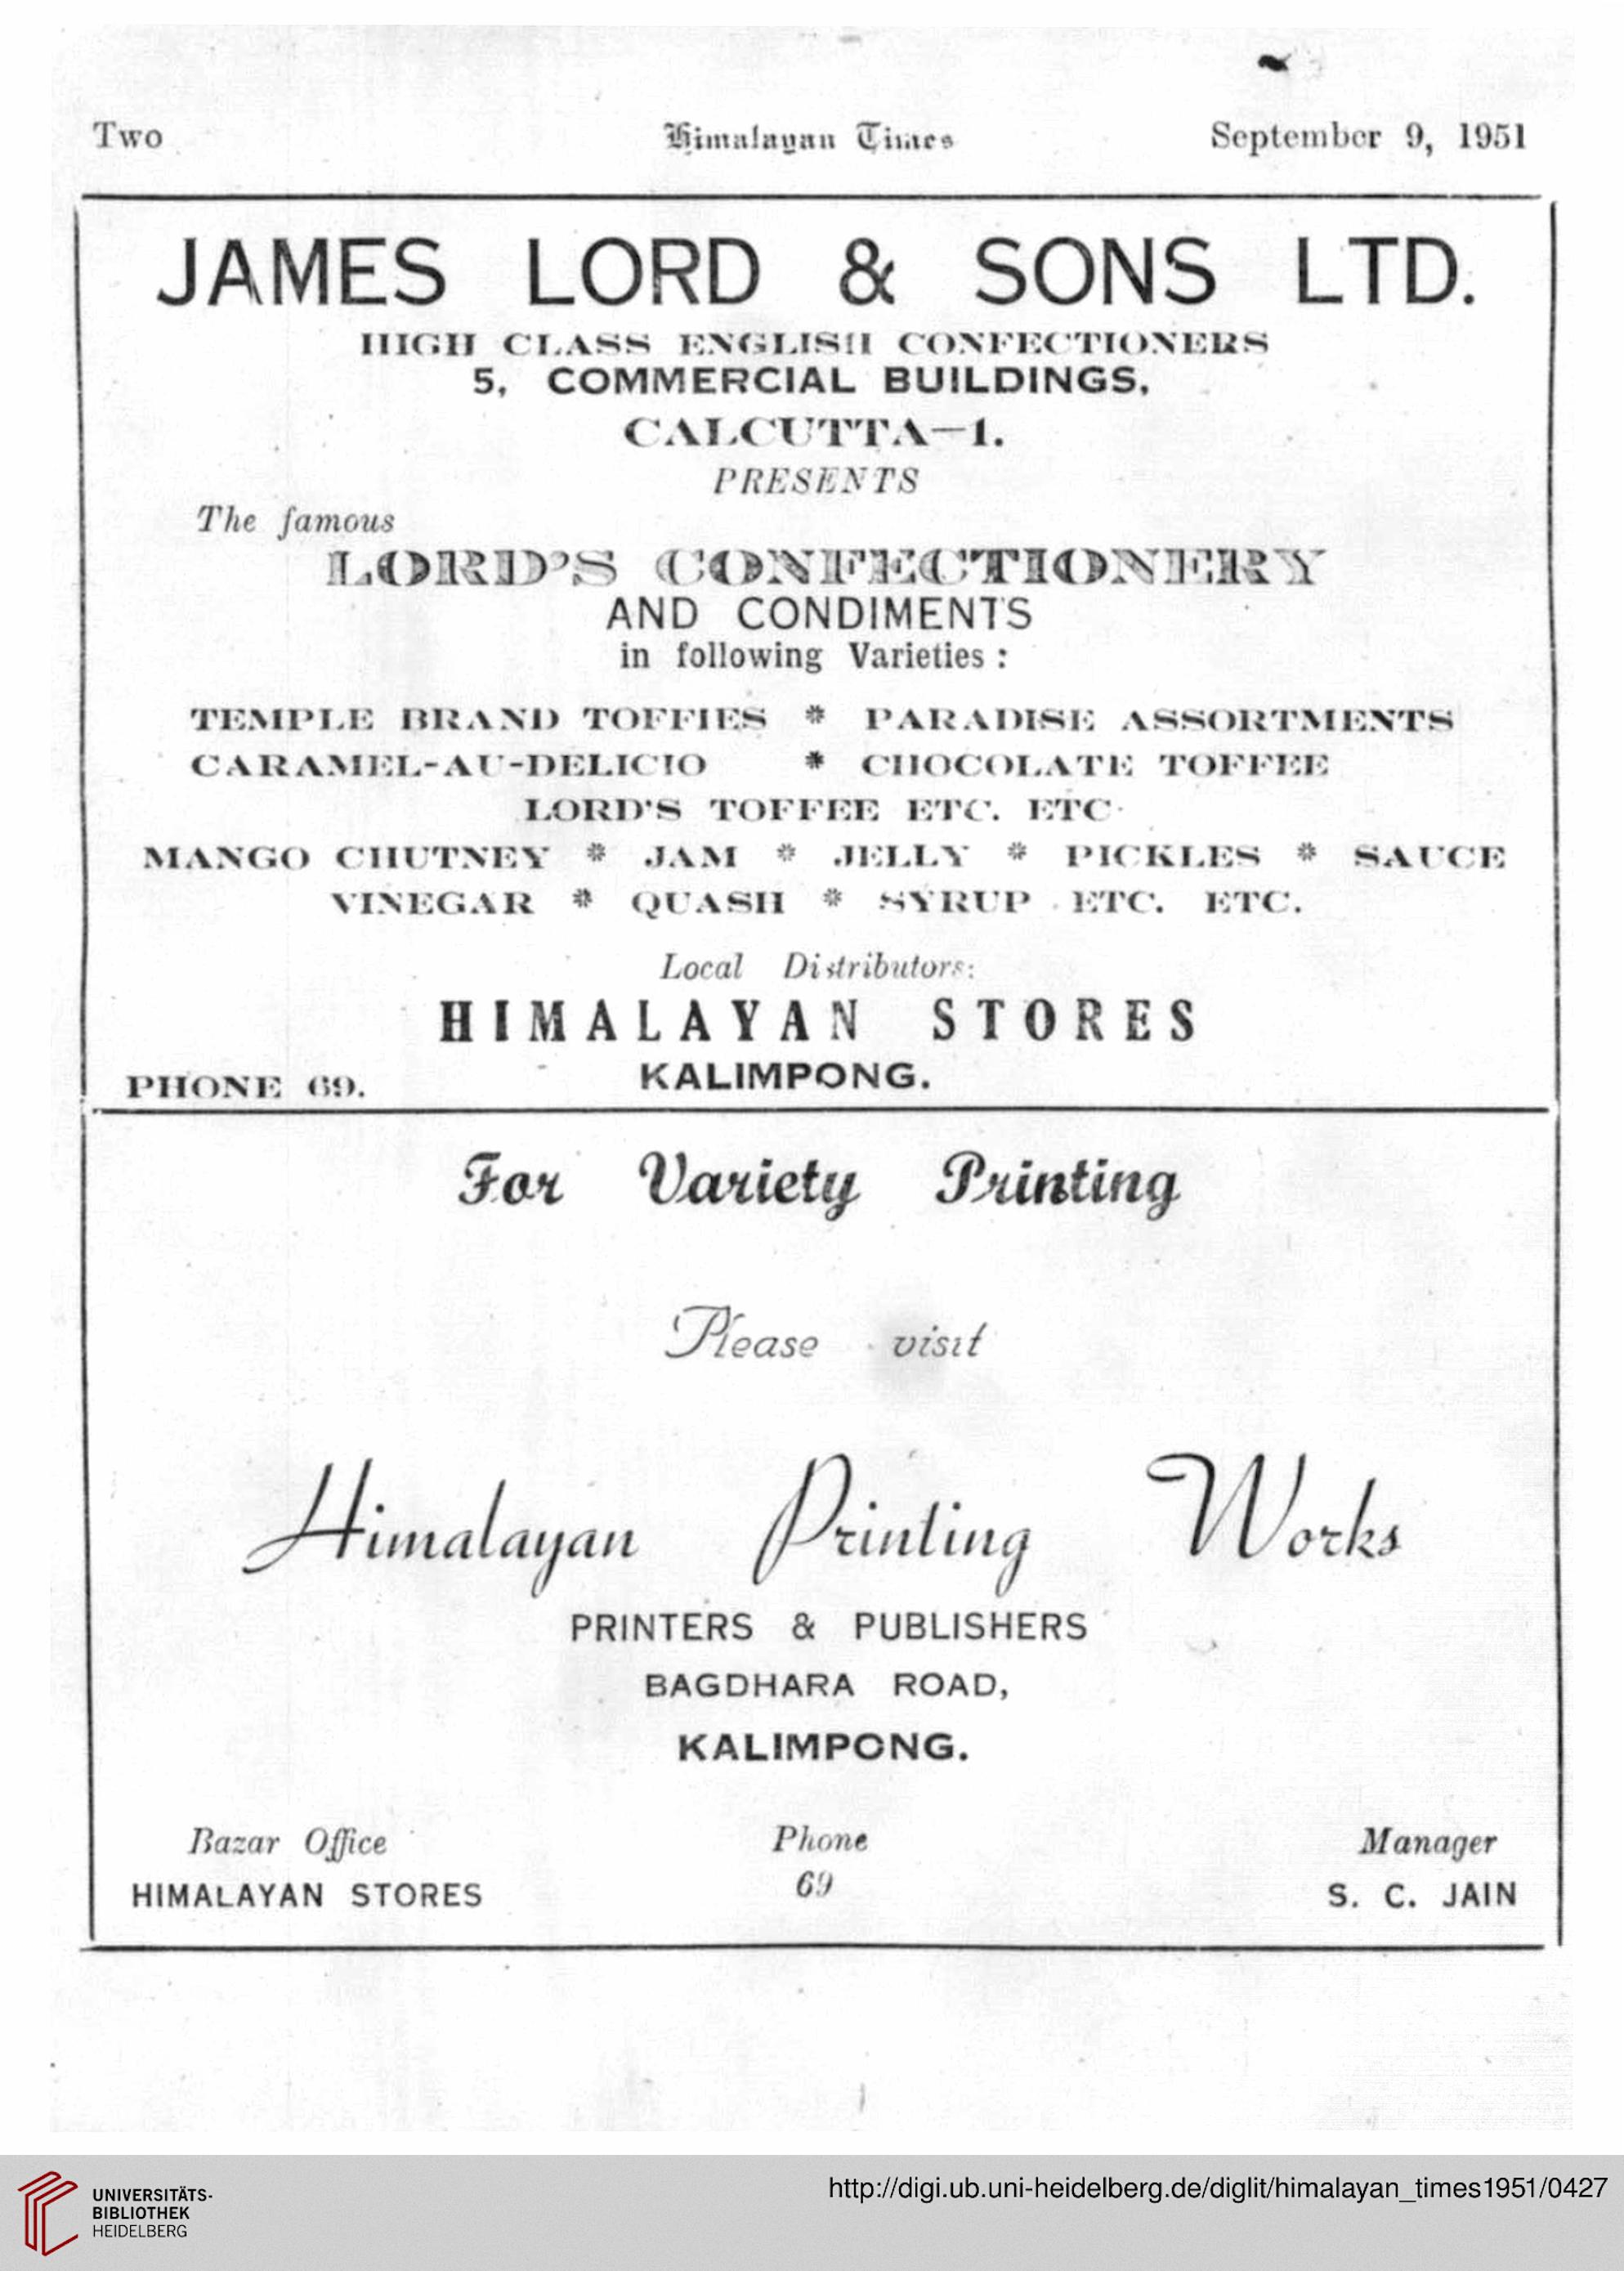 Two
Himalayan Times
September 9, 1951
JAMES LORD & SONS LTD.
HIGH CLASS ENGLISH CONFECTIONERS
5, COMMERCIAL BUILDINGS,
CALCUTTA—1.
PRESENTS
The famous
LORD'S CONFECTIONERY
AND CONDIMENTS
in following Varieties :
TEMPLE BRAND TOFFIES * PARADISE ASSORTMENTS
CARAMEL-AU-DELICIO * CHOCOLATE TOFFEE
LORD'S TOFFEE ETC. ETC.
MANGO CHUTNEY * JAM * JELLY * PICKLES * SAUCE
VINEGAR * QUASH * SYRUP ETC. ETC.
Local Distributors:
HIMALAYAN STORES
KALIMPONG.
PHONE 69.
For Variety Printing
Please visit
Himalayan Printing Works
PRINTERS & PUBLISHERS
BAGDHARA ROAD,
KALIMPONG.
Bazar Office
HIMALAYAN STORES
Phone
69
Manager
S. C. JAIN
UNIVERSITÄTS-
BIBLIOTHEK
HEIDELBERG
http://digi.ub.uni-heidelberg.de/diglit/himalayan_times1951/0427